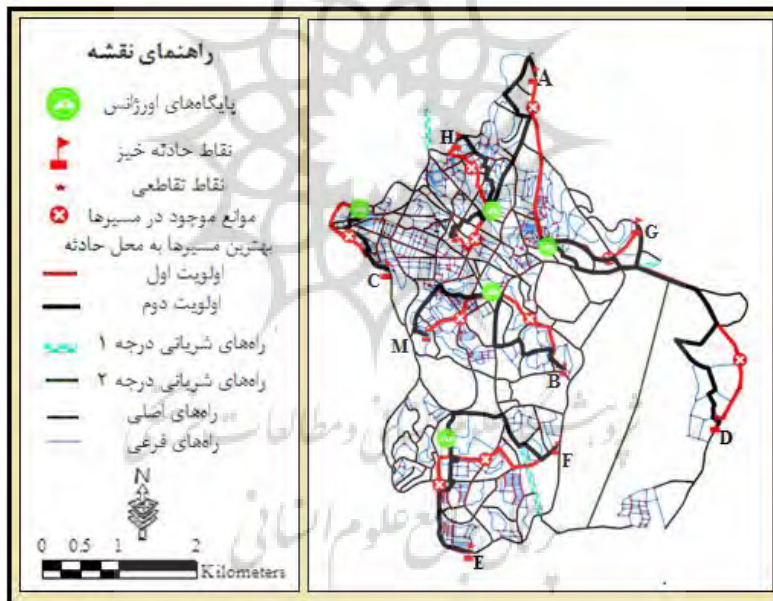 راهنمای نقشه
پایگاه‌های اورژانس
نقاط حادثه خیز
نقاط تقاطعی
موانع موجود در مسیرها
بهترین مسیرها به محل حادثه
اولویت اول
اولویت دوم
راه‌های شریانی درجه ۱
راه‌های شریانی درجه ۲
راه‌های اصلی
راه‌های فرعی
N
0 0.5 1 2
Kilometers
A
H
N
G
C
M
B
D
F
E